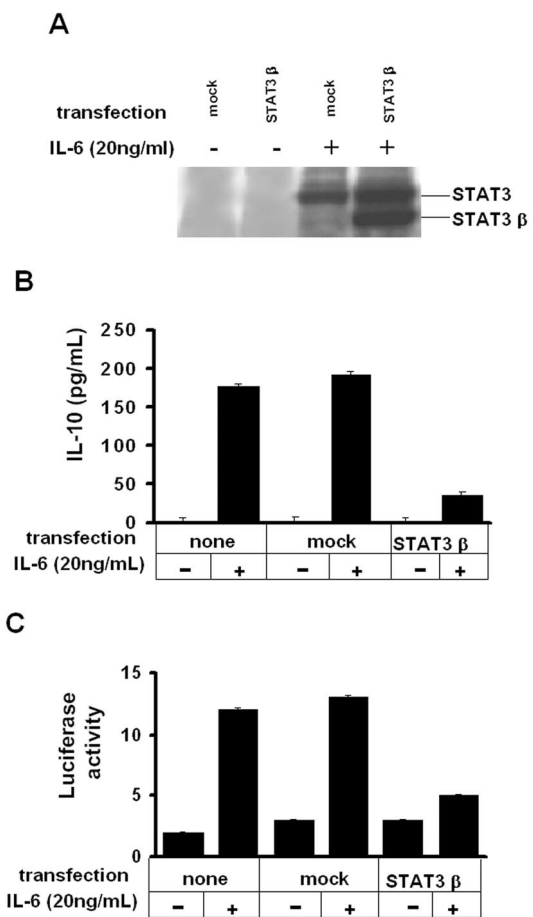 A
transfection mock STAT3 β mock STAT3 β
IL-6 (20ng/ml) - - + +
STAT3
STAT3 β
B
IL-10 (pg/mL)
250
200
150
100
50
0
transfection none mock STAT3 β
IL-6 (20ng/mL) - + - + - +
C
Luciferase
activity
15
10
5
0
transfection none mock STAT3 β
IL-6 (20ng/mL) - + - + - +